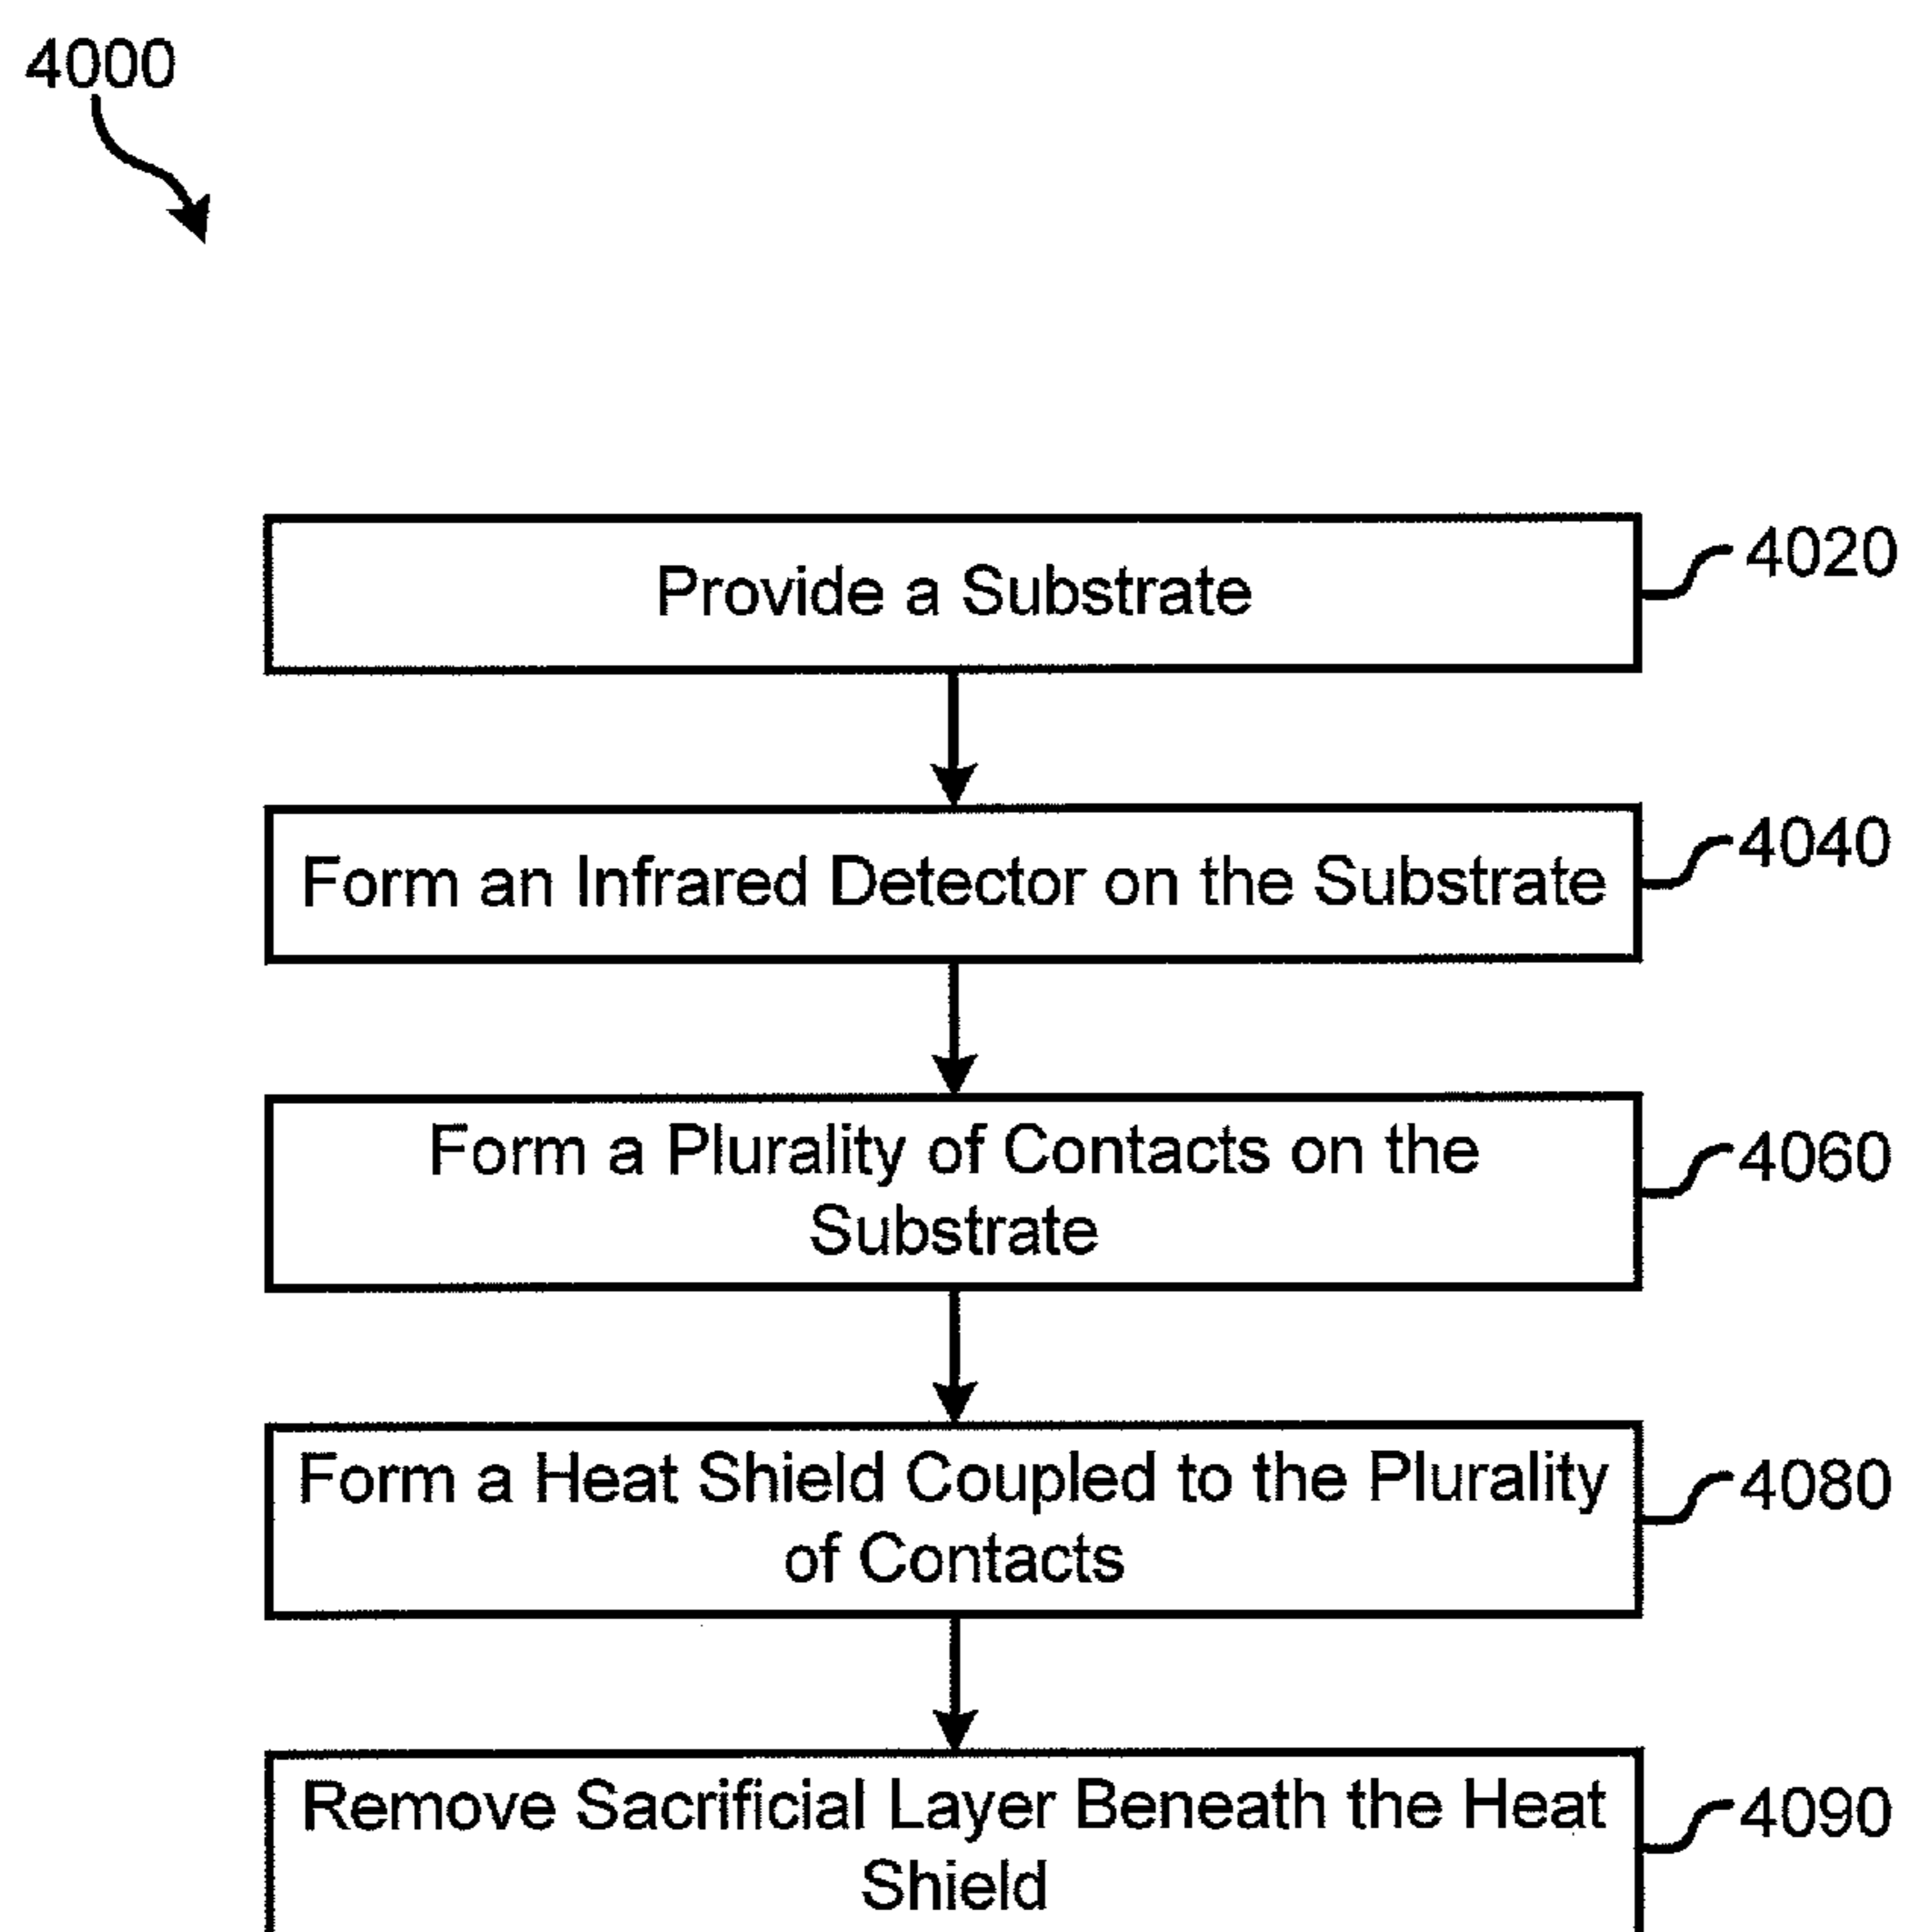 4000
Provide a Substrate
4020
Form an Infrared Detector on the Substrate
4040
Form a Plurality of Contacts on the
Substrate
4060
Form a Heat Shield Coupled to the Plurality
of Contacts
4080
Remove Sacrificial Layer Beneath the Heat
Shield
4090